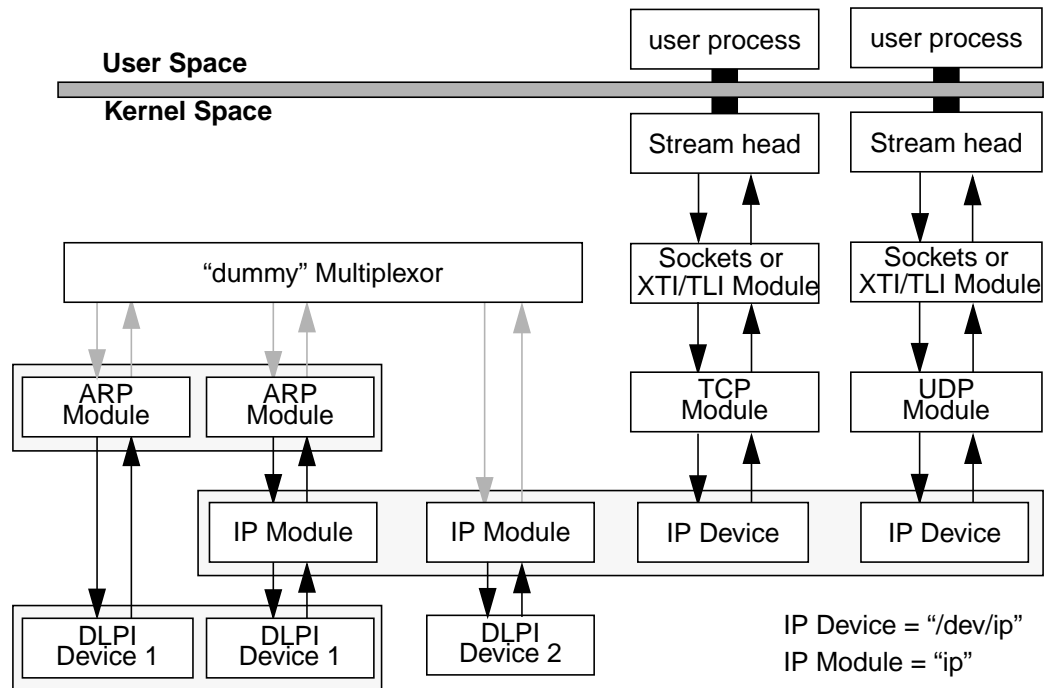 user process
user process
User Space
Kernel Space
Stream head
Stream head
“dummy” Multiplexor
Sockets or
XTI/TLI Module
Sockets or
XTI/TLI Module
ARP
Module
ARP
Module
TCP
Module
UDP
Module
IP Module
IP Module
IP Device
IP Device
DLPI
Device 1
DLPI
Device 1
DLPI
Device 2
IP Device = “/dev/ip”
IP Module = “ip”